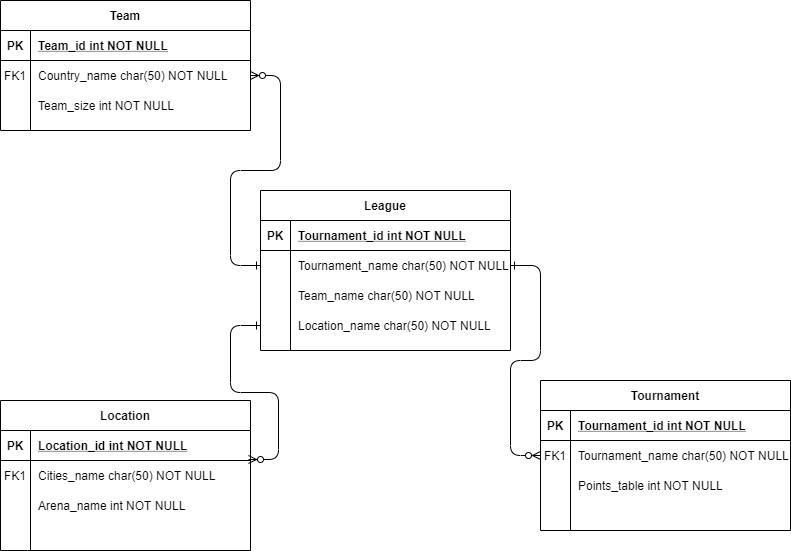 Team
PK Team_id int NOT NULL
FK1 Country_name char(50) NOT NULL
Team_size int NOT NULL
League
PK Tournament_id int NOT NULL
Tournament_name char(50) NOT NULL
Team_name char(50) NOT NULL
Location_name char(50) NOT NULL
Location
PK Location_id int NOT NULL
FK1 Cities_name char(50) NOT NULL
Arena_name int NOT NULL
Tournament
PK Tournament_id int NOT NULL
FK1 Tournament_name char(50) NOT NULL
Points_table int NOT NULL